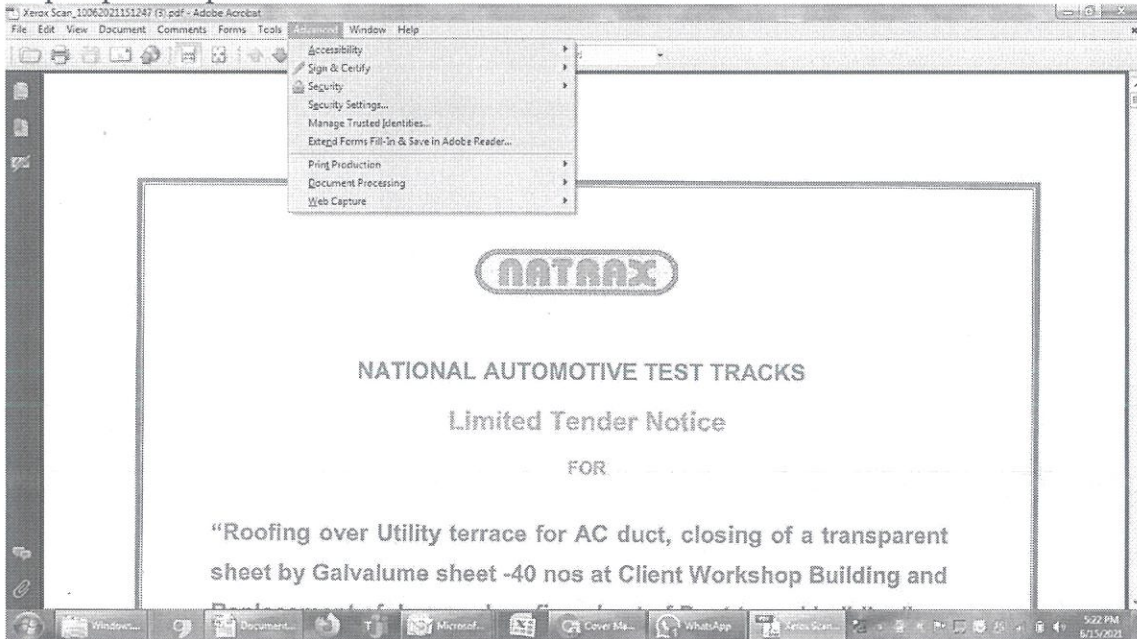 Xerox Scan_10062021151247 (3).pdf - Adobe Acrobat
File Edit View Document Comments Forms Tools Advanced Window Help
Accessibility
Sign & Certify
Security
Security Settings...
Manage Trusted Identities...
Extend Forms Fill-In & Save in Adobe Reader...
Print Production
Document Processing
Web Capture
NATRAX
NATIONAL AUTOMOTIVE TEST TRACKS
Limited Tender Notice
FOR
“Roofing over Utility terrace for AC duct, closing of a transparent
sheet by Galvalume sheet -40 nos at Client Workshop Building and
Windows... Document... Microsof... Cover Me... WhatsApp Xerox Scan... 5:22 PM
6/15/2021